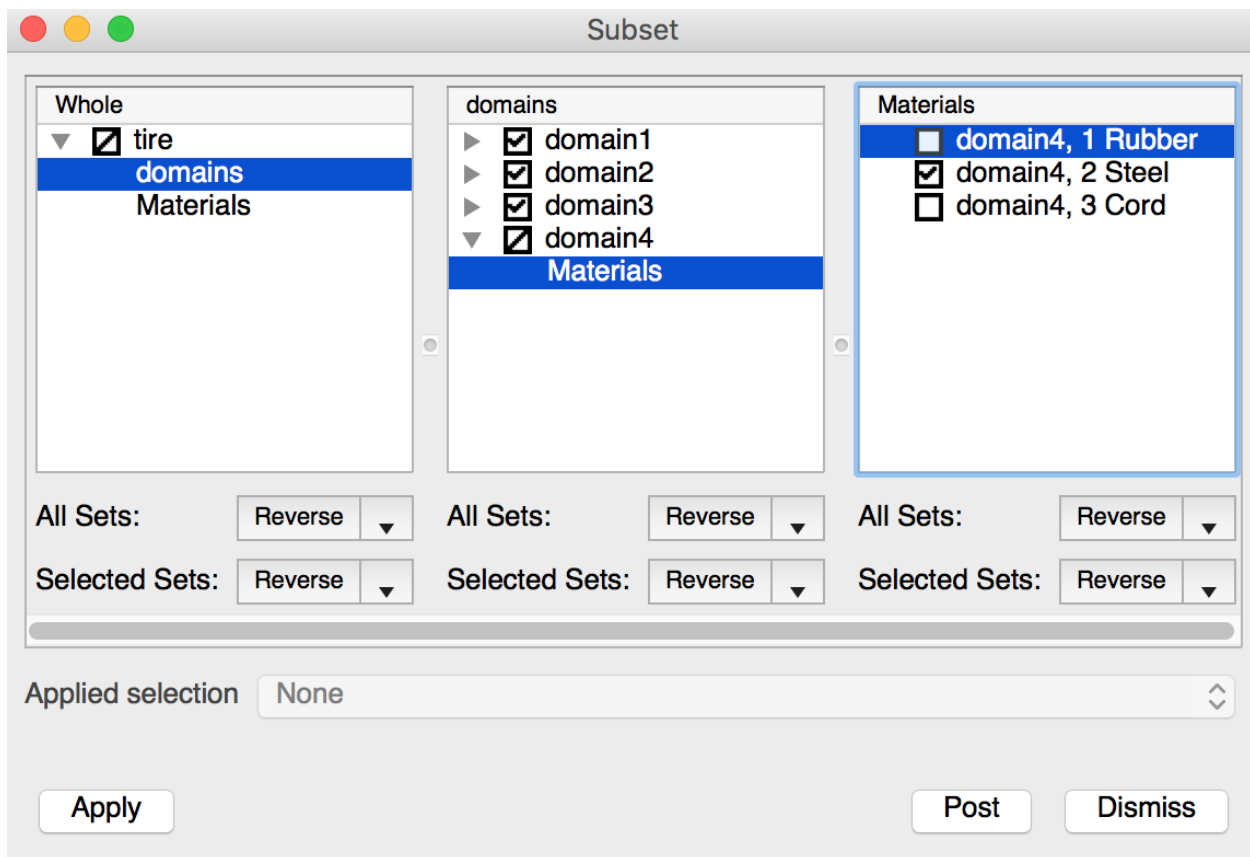 Subset
Whole
tire
domains
Materials
domains
domain1
domain2
domain3
domain4
Materials
Materials
domain4, 1 Rubber
domain4, 2 Steel
domain4, 3 Cord
All Sets: Reverse All Sets: Reverse All Sets: Reverse
Selected Sets: Reverse Selected Sets: Reverse Selected Sets: Reverse
Applied selection None
Apply Post Dismiss